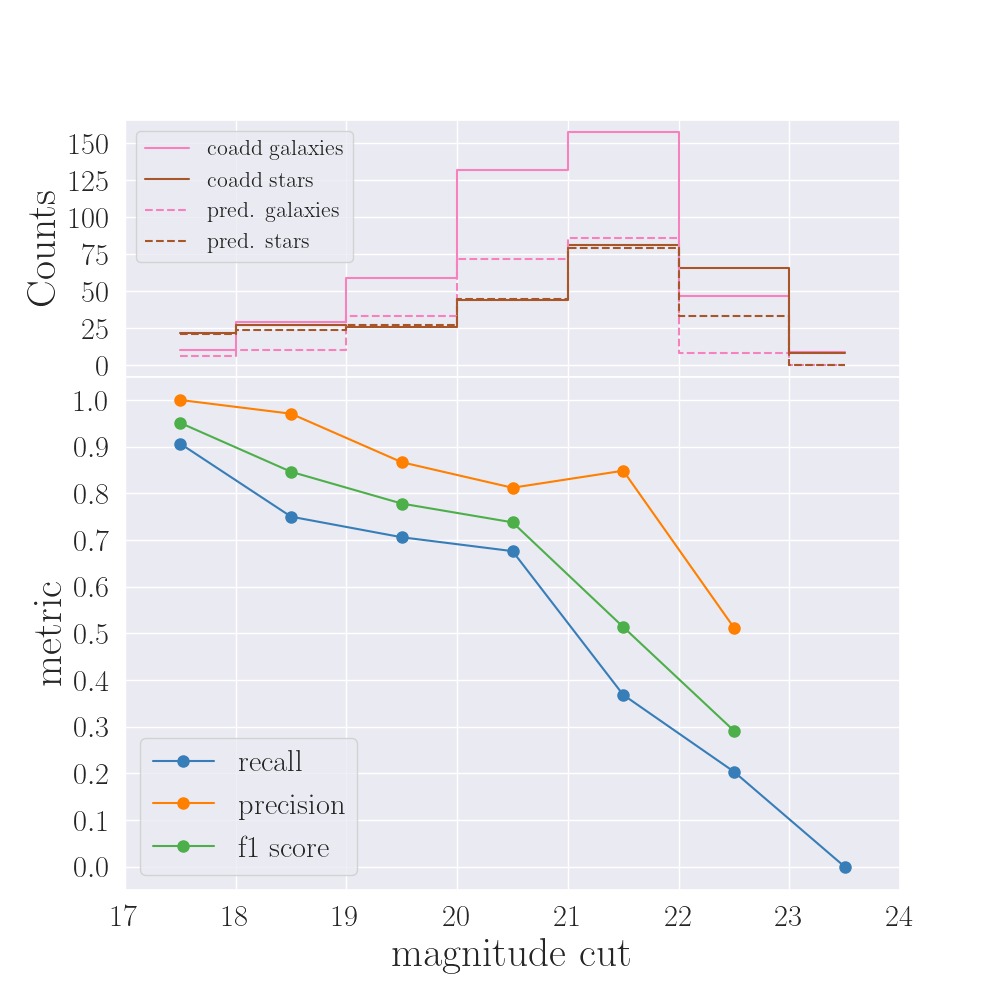 150
125
100
75
50
25
0
Counts
coadd galaxies
coadd stars
pred. galaxies
pred. stars
1.0
0.9
0.8
0.7
0.6
0.5
0.4
0.3
0.2
0.1
0.0
metric
recall
precision
f1 score
17 18 19 20 21 22 23 24
magnitude cut